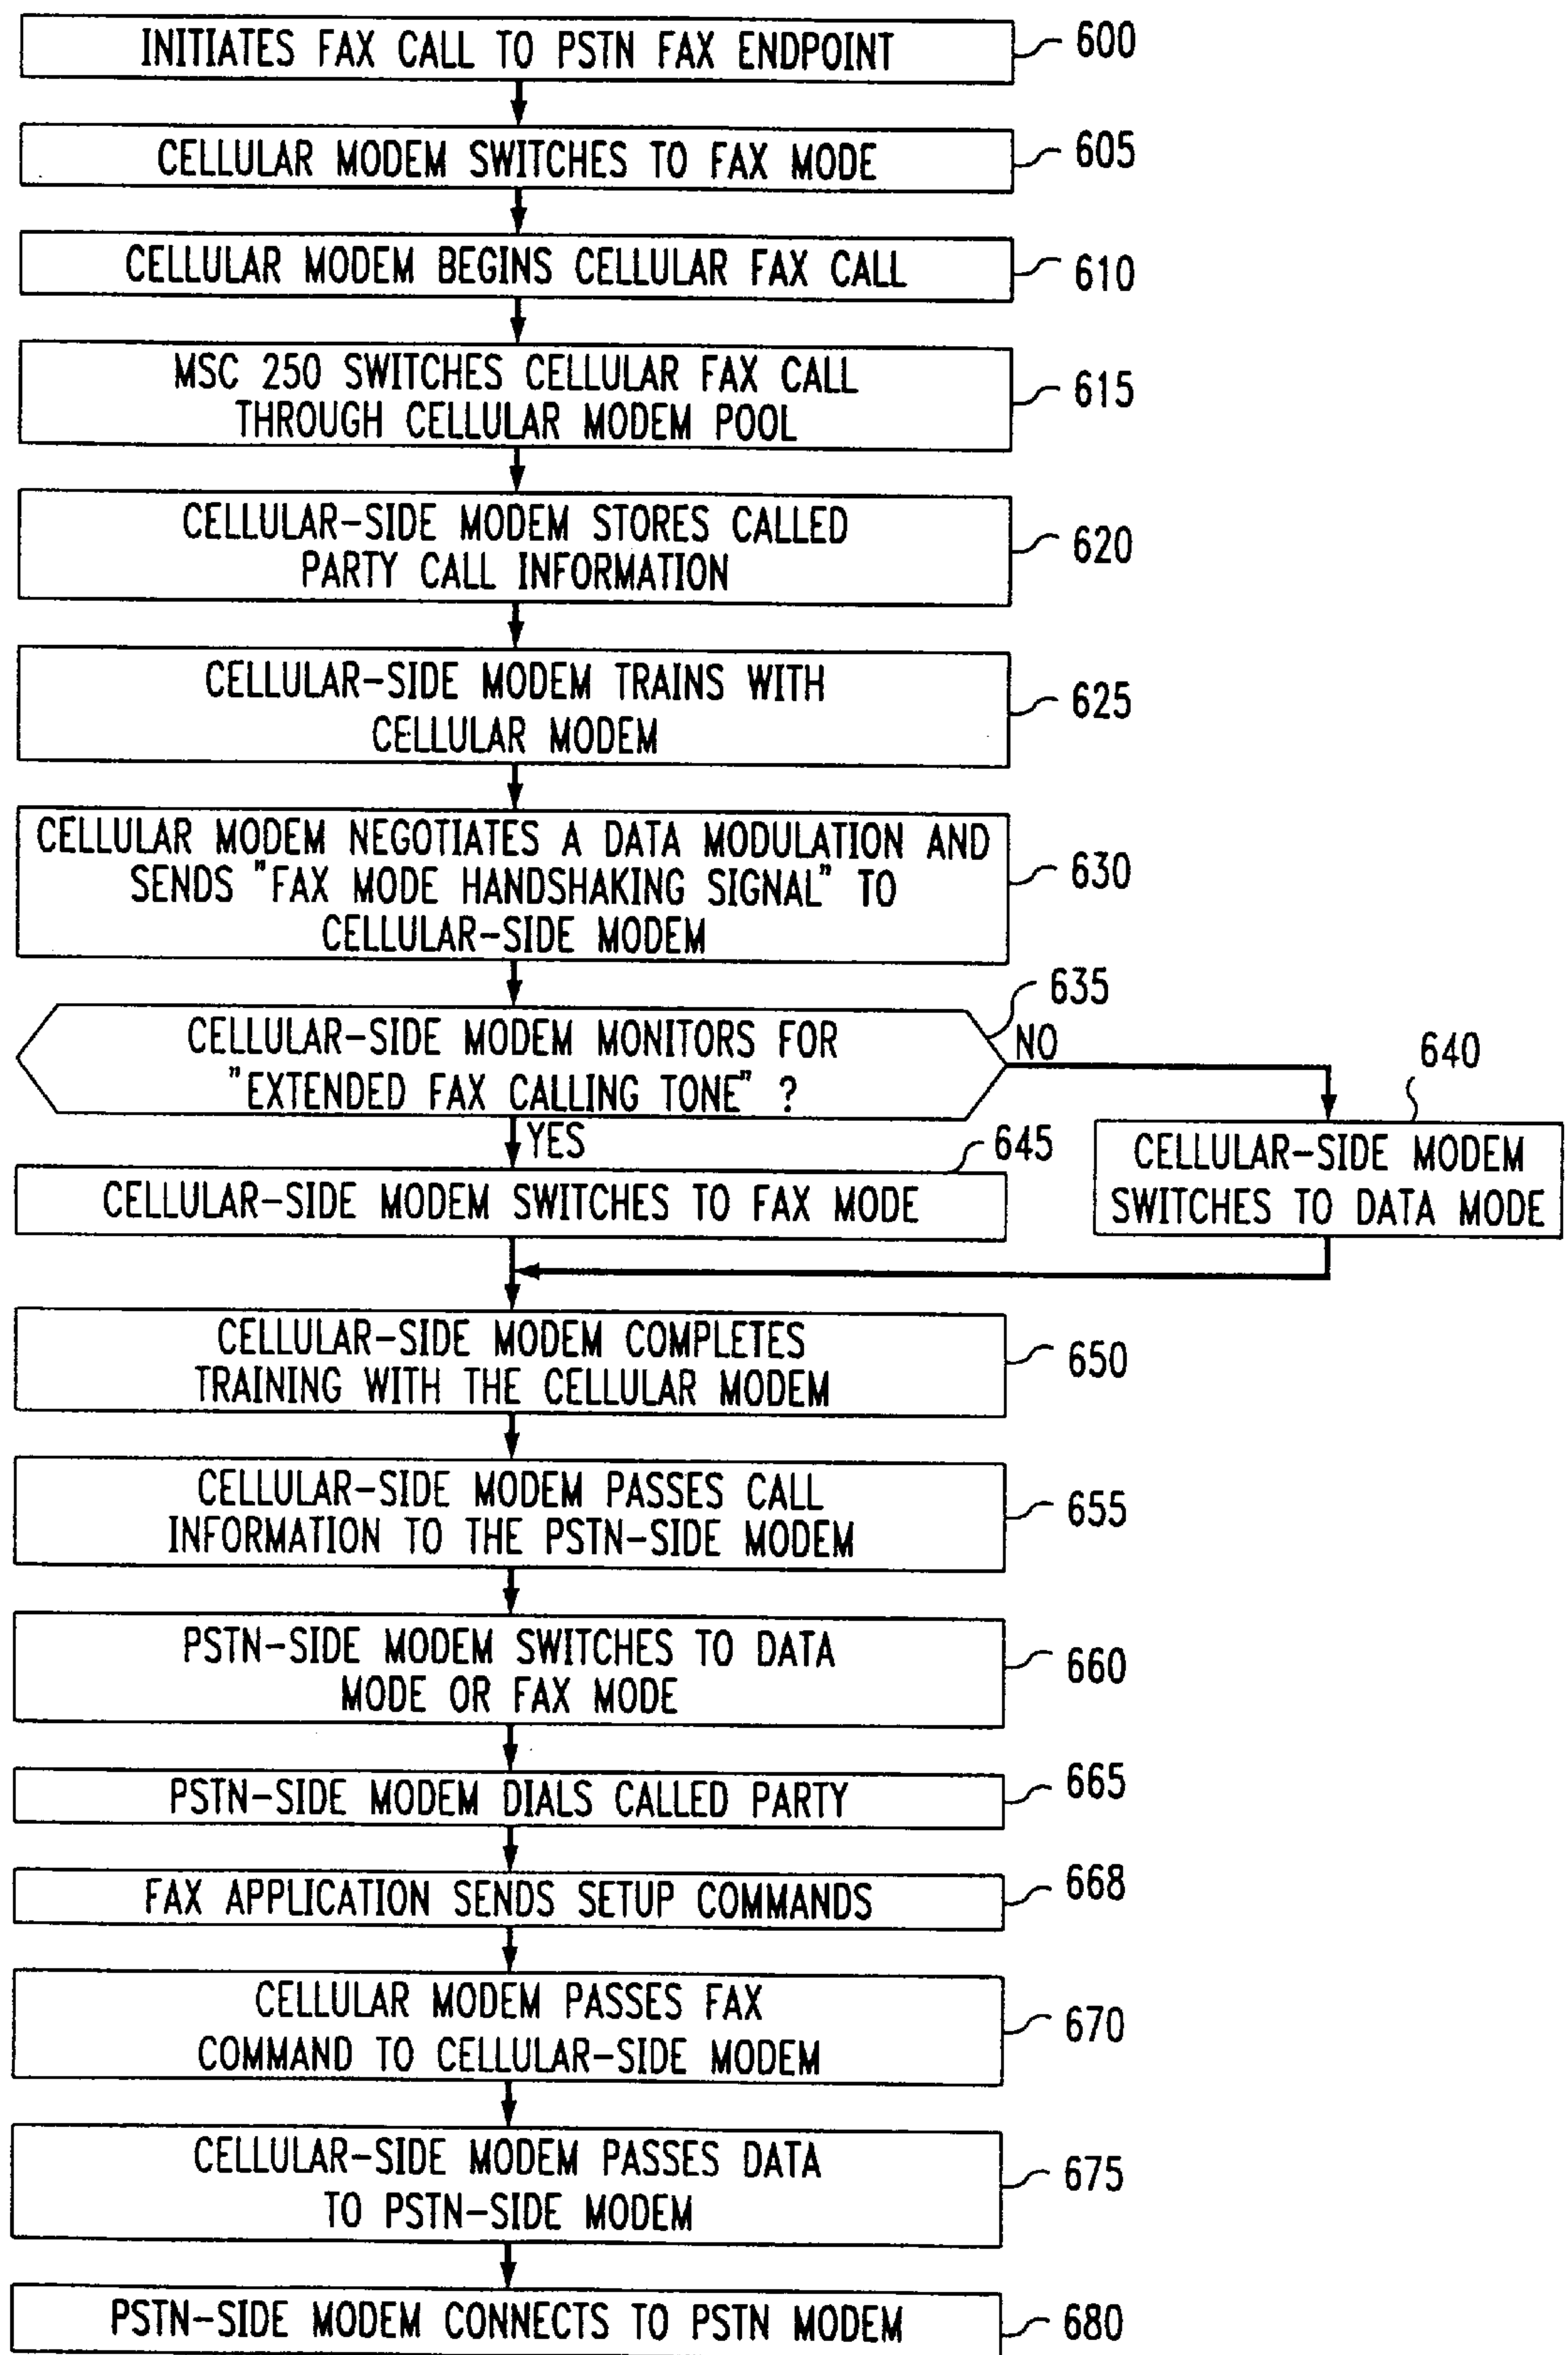 INITIATES FAX CALL TO PSTN FAX ENDPOINT
600
CELLULAR MODEM SWITCHES TO FAX MODE
605
CELLULAR MODEM BEGINS CELLULAR FAX CALL
610
MSC 250 SWITCHES CELLULAR FAX CALL
THROUGH CELLULAR MODEM POOL
615
CELLULAR-SIDE MODEM STORES CALLED
PARTY CALL INFORMATION
620
CELLULAR-SIDE MODEM TRAINS WITH
CELLULAR MODEM
625
CELLULAR MODEM NEGOTIATES A DATA MODULATION AND
SENDS "FAX MODE HANDSHAKING SIGNAL" TO
CELLULAR-SIDE MODEM
630
CELLULAR-SIDE MODEM MONITORS FOR
"EXTENDED FAX CALLING TONE" ?
635
NO
640
CELLULAR-SIDE MODEM
SWITCHES TO DATA MODE
YES
645
CELLULAR-SIDE MODEM SWITCHES TO FAX MODE
CELLULAR-SIDE MODEM COMPLETES
TRAINING WITH THE CELLULAR MODEM
650
CELLULAR-SIDE MODEM PASSES CALL
INFORMATION TO THE PSTN-SIDE MODEM
655
PSTN-SIDE MODEM SWITCHES TO DATA
MODE OR FAX MODE
660
PSTN-SIDE MODEM DIALS CALLED PARTY
665
FAX APPLICATION SENDS SETUP COMMANDS
668
CELLULAR MODEM PASSES FAX
COMMAND TO CELLULAR-SIDE MODEM
670
CELLULAR-SIDE MODEM PASSES DATA
TO PSTN-SIDE MODEM
675
PSTN-SIDE MODEM CONNECTS TO PSTN MODEM
680